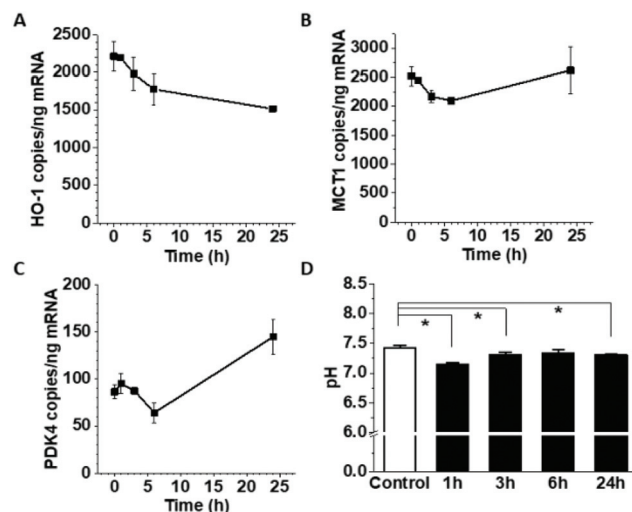 A
HO-1 copies/ng mRNA
2500
2000
1500
1000
500
0
0 5 10 15 20 25
Time (h)
B
MCT1 copies/ng mRNA
3000
2500
2000
1500
1000
500
0
0 5 10 15 20 25
Time (h)
C
PDK4 copies/ng mRNA
200
150
100
50
0
0 5 10 15 20 25
Time (h)
D
pH
8.5
8.0
7.5
7.0
6.5
6.0
0.0
* * *
Control 1h 3h 6h 24h